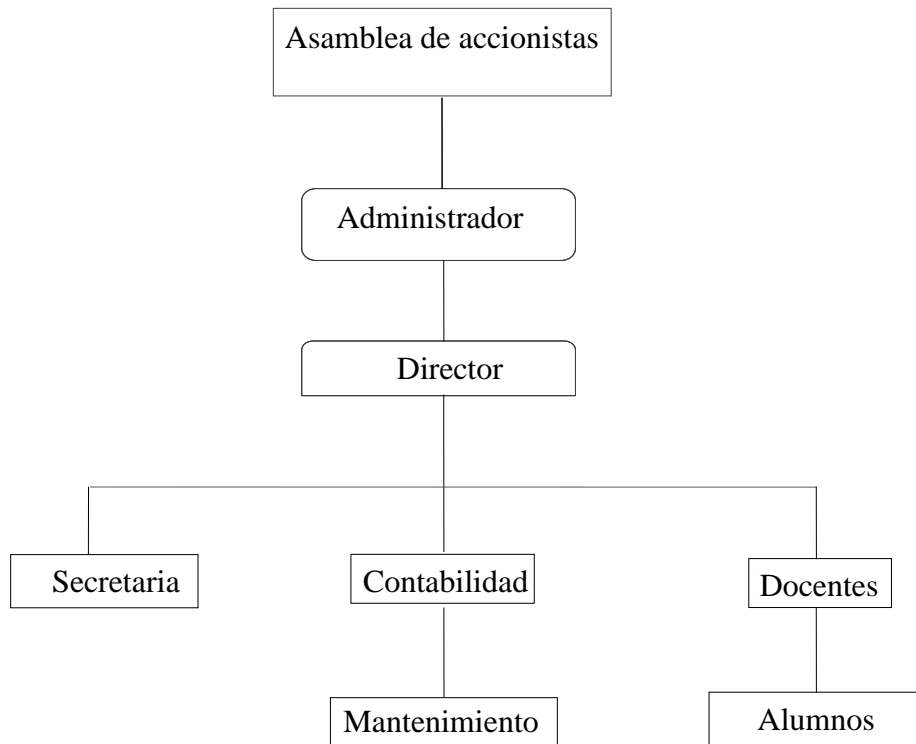 Asamblea de accionistas
Administrador
Director
Secretaria
Contabilidad
Docentes
Mantenimiento
Alumnos